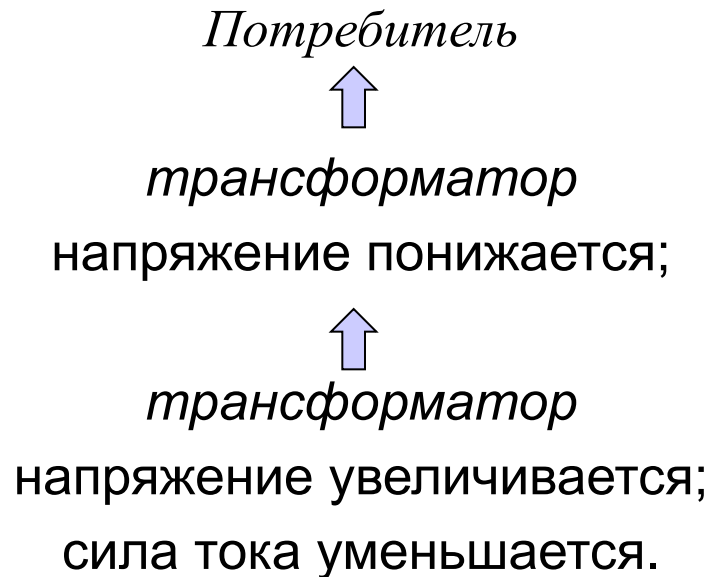 Потребитель
трансформатор
напряжение понижается;
трансформатор
напряжение увеличивается;
сила тока уменьшается.